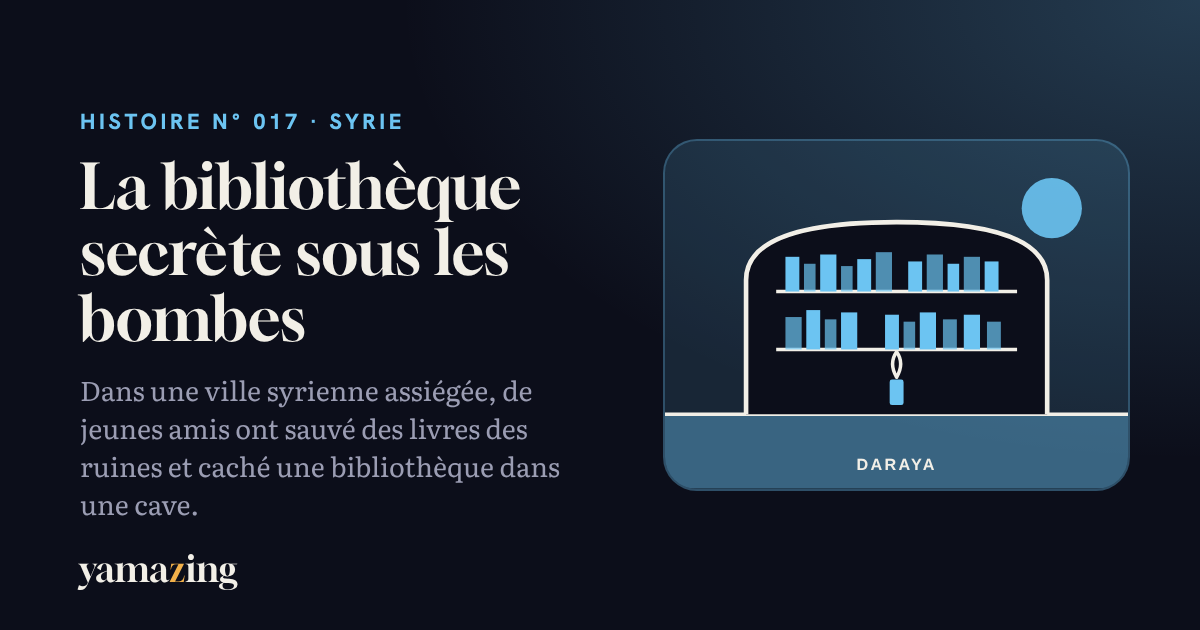 HISTOIRE N° 017 · SYRIE
La bibliothèque
secrète sous les
bombes
Dans une ville syrienne assiégée, de
jeunes amis ont sauvé des livres des
ruines et caché une bibliothèque dans
une cave.
yamazing
DARAYA